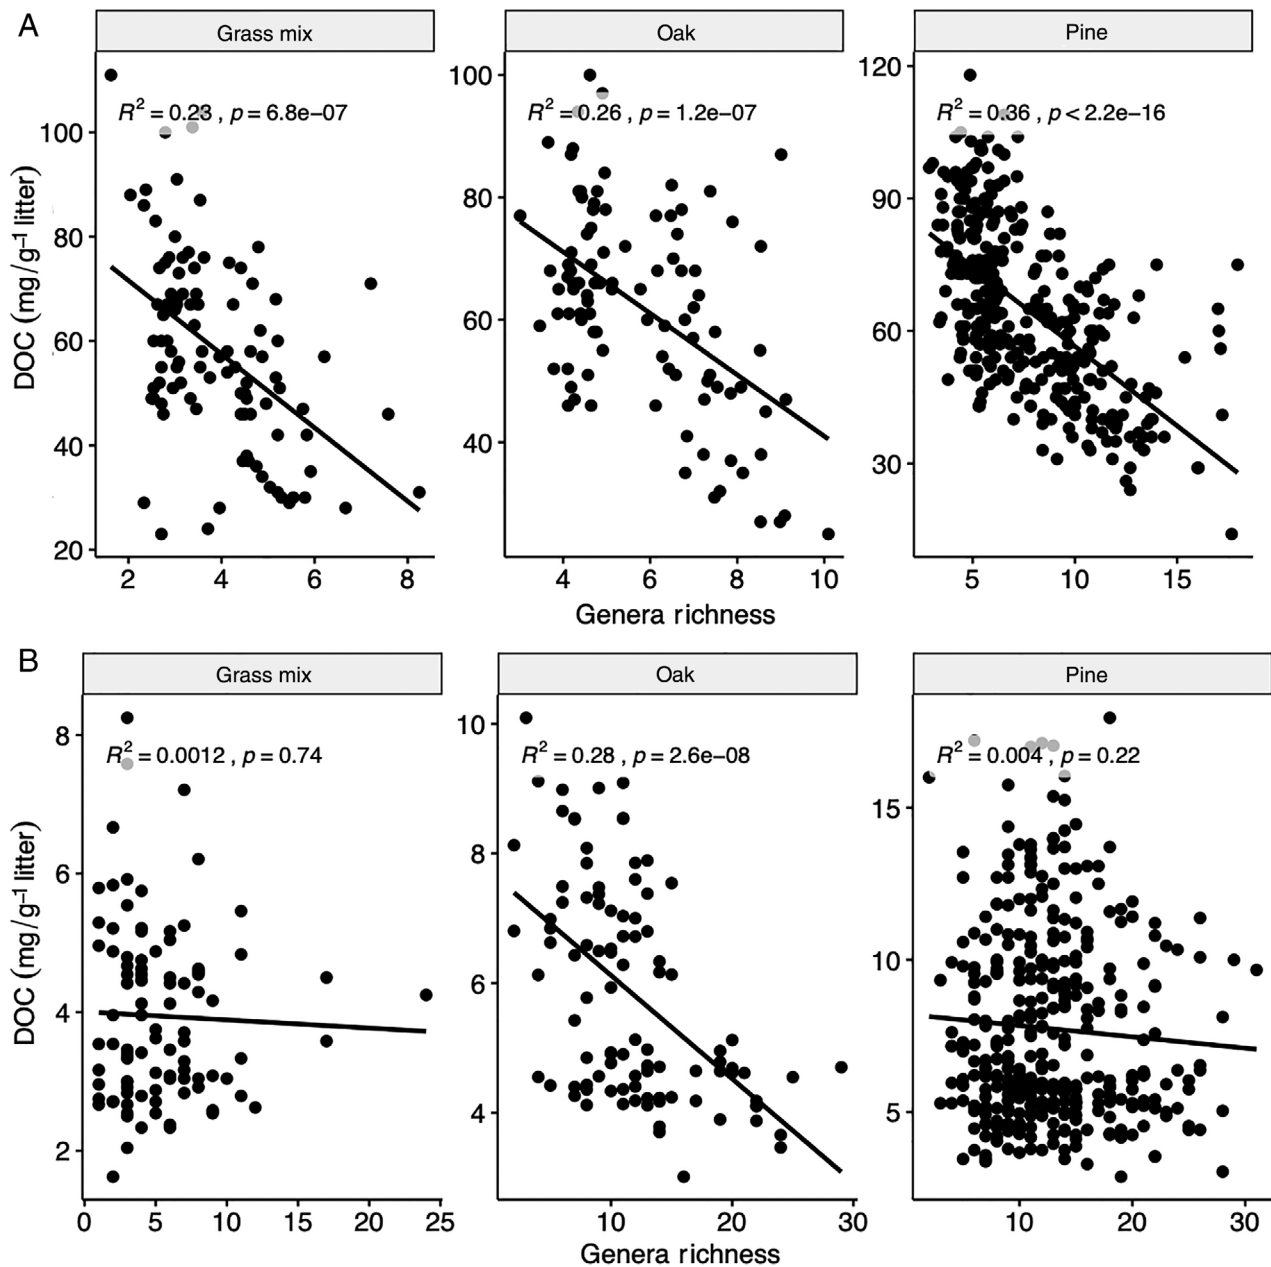 A
Grass mix
Oak
Pine
R² = 0.23 , p = 6.8e−07
R² = 0.26 , p = 1.2e−07
R² = 0.36 , p < 2.2e−16
DOC (mg/g⁻¹ litter)
100
80
60
40
20
100
80
60
40
120
90
60
30
2 4 6 8
4 6 8 10
5 10 15
Genera richness
B
Grass mix
Oak
Pine
R² = 0.0012 , p = 0.74
R² = 0.28 , p = 2.6e−08
R² = 0.004 , p = 0.22
DOC (mg/g⁻¹ litter)
8
6
4
2
10
8
6
4
15
10
5
0 5 10 15 20 25
10 20 30
10 20 30
Genera richness